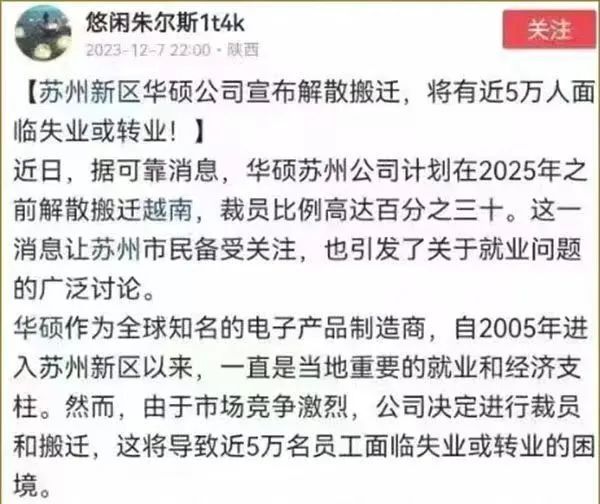 悠闲朱尔斯1t4k
关注
2023-12-7 22:00·陕西
【苏州新区华硕公司宣布解散搬迁，将有近5万人面
临失业或转业！】
近日，据可靠消息，华硕苏州公司计划在2025年之
前解散搬迁越南，裁员比例高达百分之三十。这一
消息让苏州市民备受关注，也引发了关于就业问题
的广泛讨论。
华硕作为全球知名的电子产品制造商，自2005年进
入苏州新区以来，一直是当地重要的就业和经济支
柱。然而，由于市场竞争激烈，公司决定进行裁员
和搬迁，这将导致近5万名员工面临失业或转业的困
境。